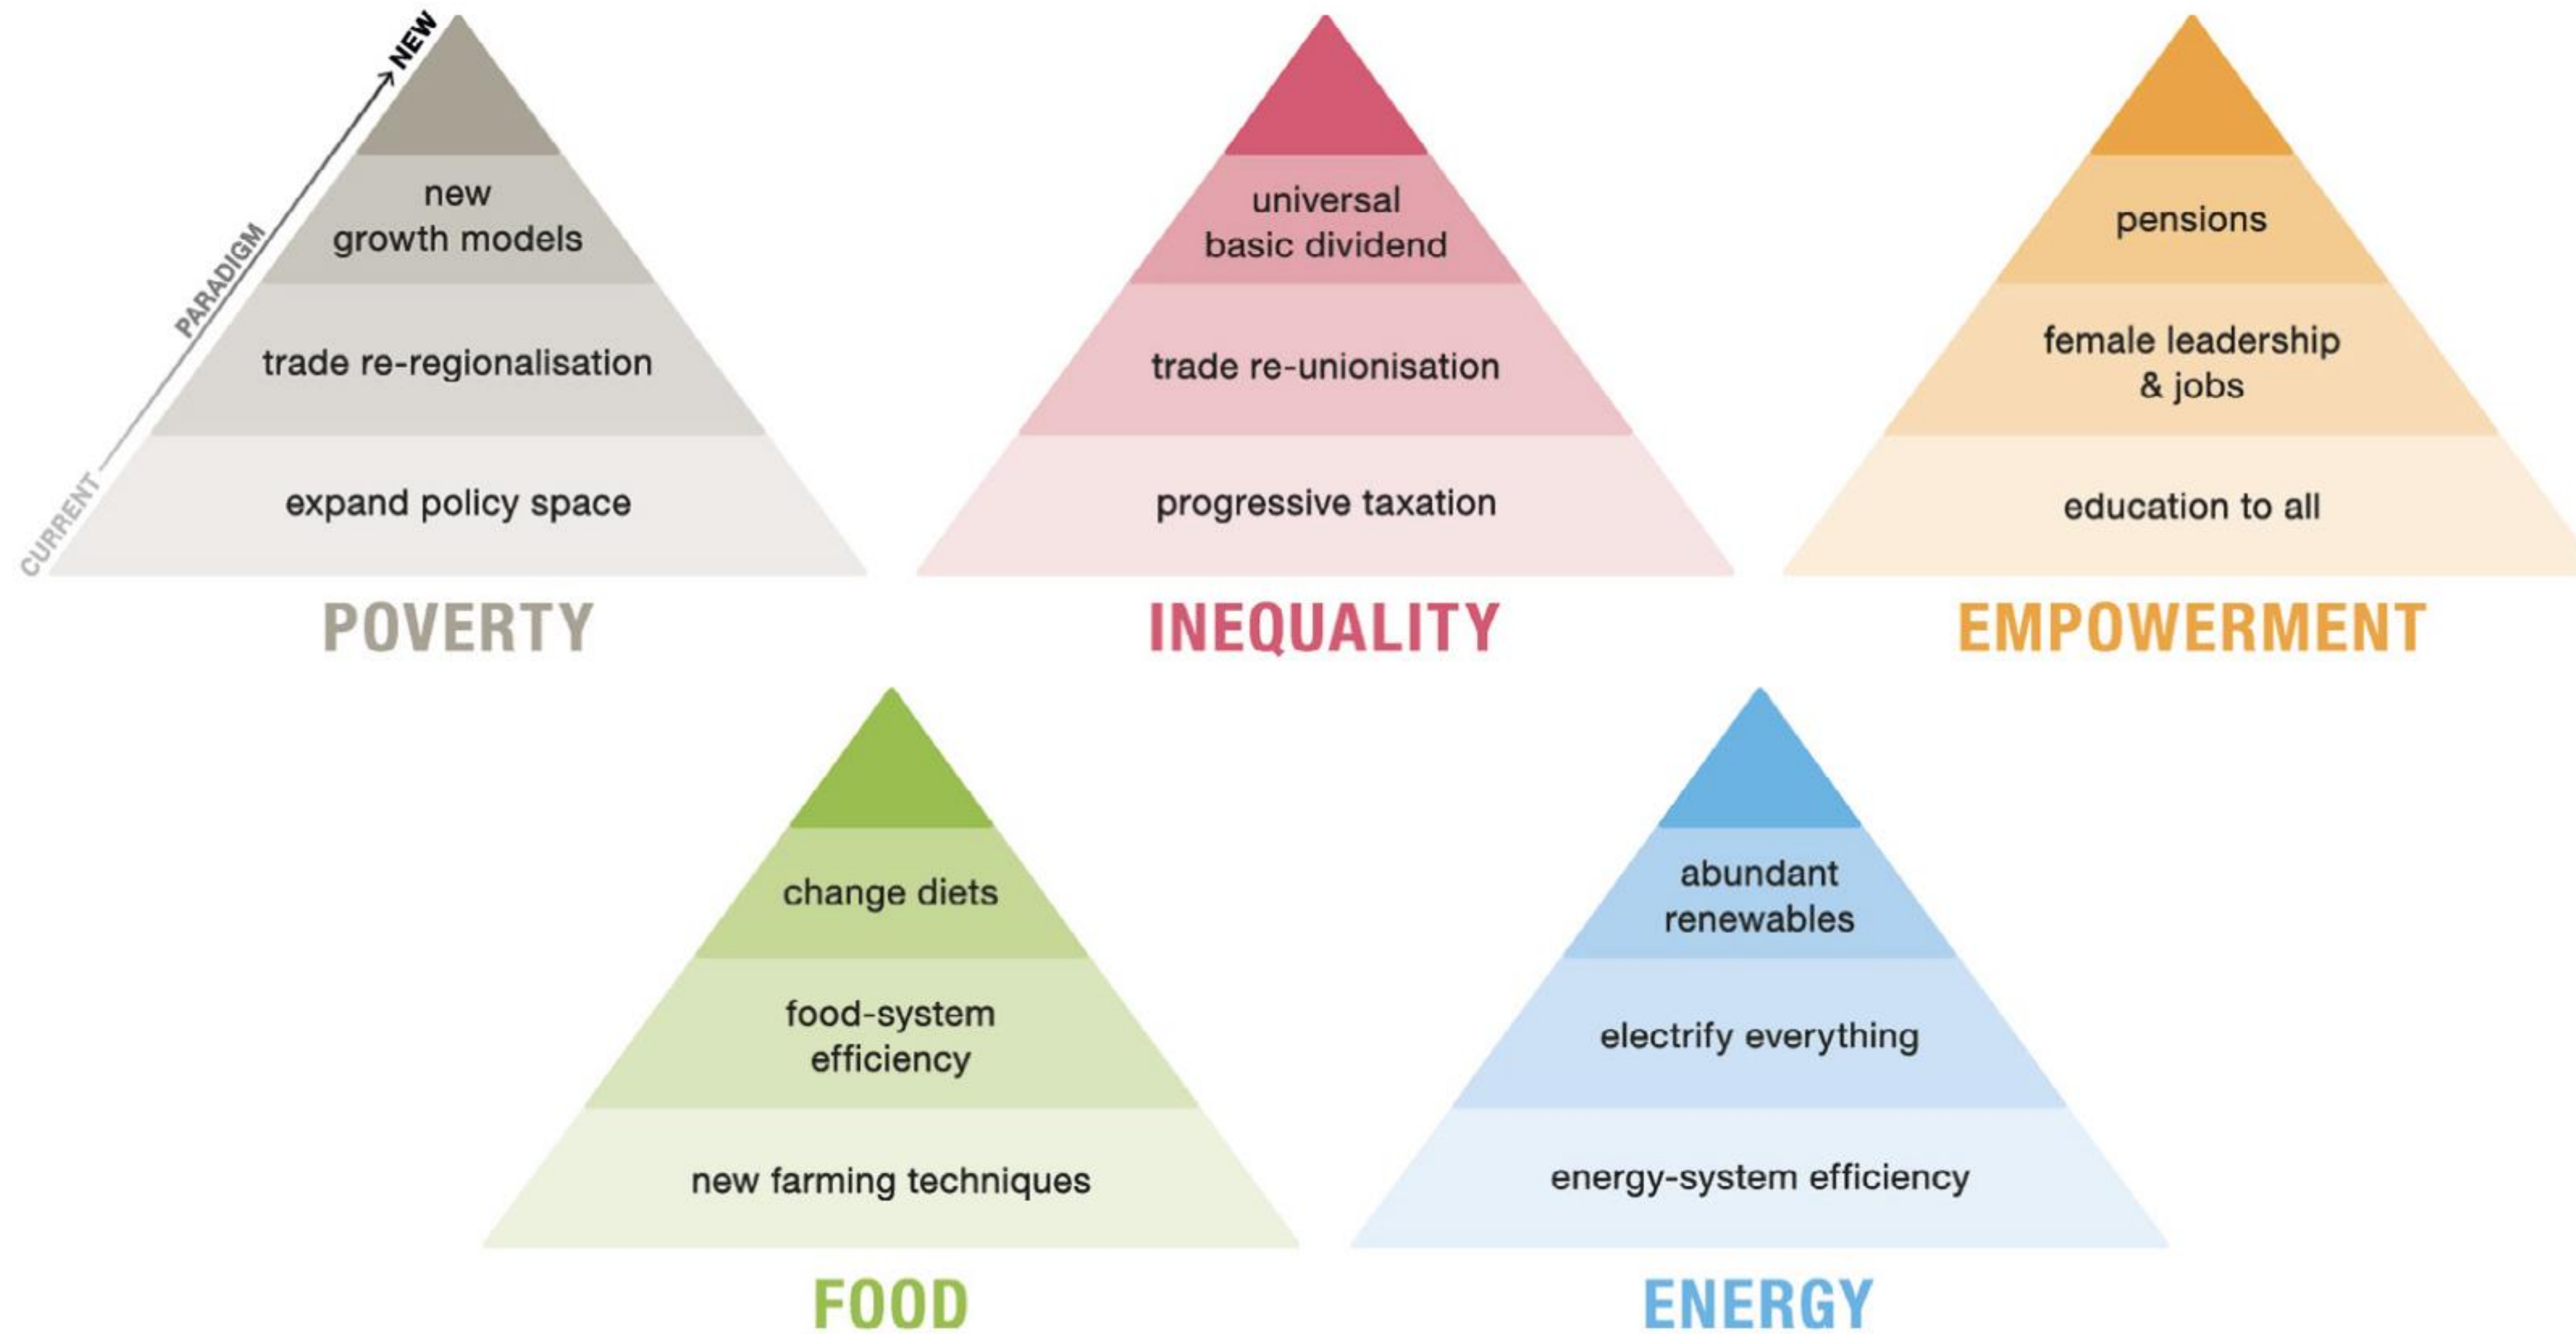 NEW
PARADIGM
CURRENT
new
growth models
trade re-regionalisation
expand policy space
POVERTY
universal
basic dividend
trade re-unionisation
progressive taxation
INEQUALITY
pensions
female leadership
& jobs
education to all
EMPOWERMENT
change diets
food-system
efficiency
new farming techniques
FOOD
abundant
renewables
electrify everything
energy-system efficiency
ENERGY